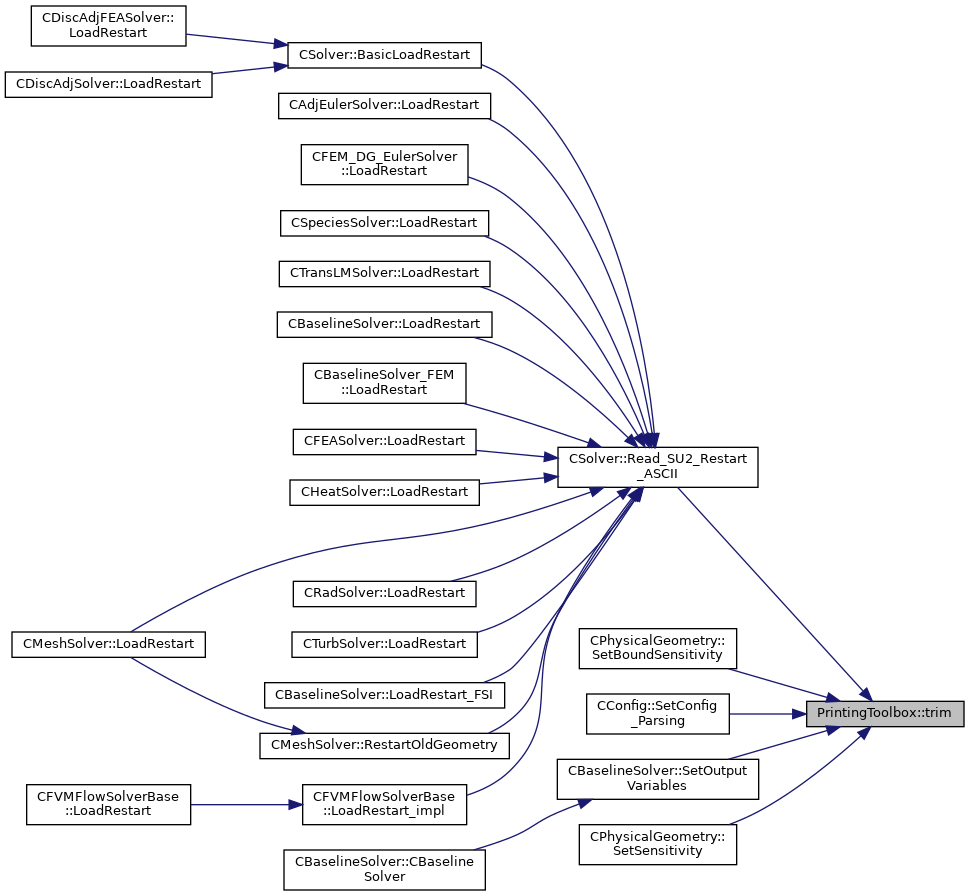 CDiscAdjFEASolver::
LoadRestart
CDiscAdjSolver::LoadRestart
CSolver::BasicLoadRestart
CAdjEulerSolver::LoadRestart
CFEM_DG_EulerSolver
::LoadRestart
CSpeciesSolver::LoadRestart
CTransLMSolver::LoadRestart
CBaselineSolver::LoadRestart
CBaselineSolver_FEM
::LoadRestart
CFEASolver::LoadRestart
CHeatSolver::LoadRestart
CSolver::Read_SU2_Restart
_ASCII
CRadSolver::LoadRestart
CTurbSolver::LoadRestart
CMeshSolver::LoadRestart
CBaselineSolver::LoadRestart_FSI
CMeshSolver::RestartOldGeometry
CFVMFlowSolverBase
::LoadRestart
CFVMFlowSolverBase
::LoadRestart_impl
CBaselineSolver::CBaseline
Solver
CPhysicalGeometry::
SetBoundSensitivity
CConfig::SetConfig
_Parsing
CBaselineSolver::SetOutput
Variables
CPhysicalGeometry::
SetSensitivity
PrintingToolbox::trim